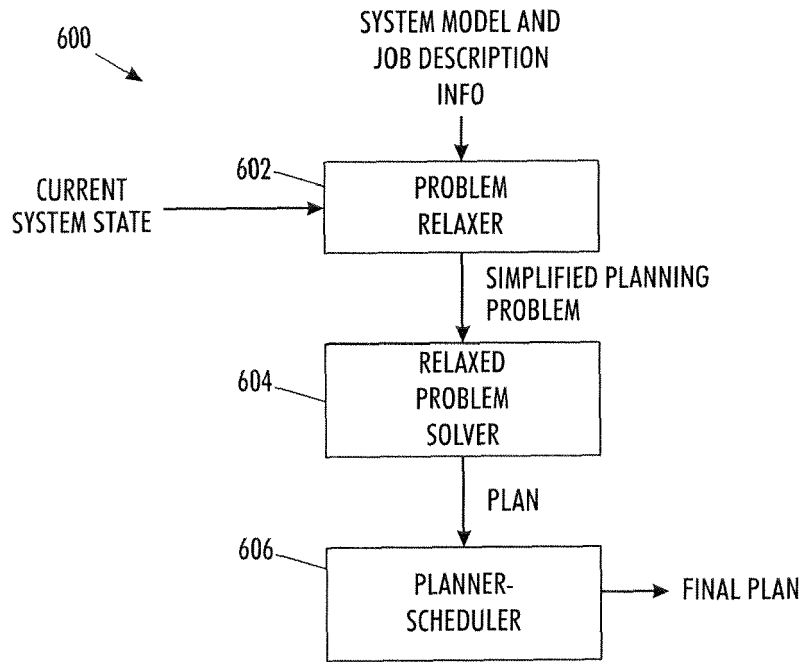 600
SYSTEM MODEL AND
JOB DESCRIPTION
INFO
602
PROBLEM
RELAXER
CURRENT
SYSTEM STATE
SIMPLIFIED PLANNING
PROBLEM
604
RELAXED
PROBLEM
SOLVER
PLAN
606
PLANNER-
SCHEDULER
FINAL PLAN